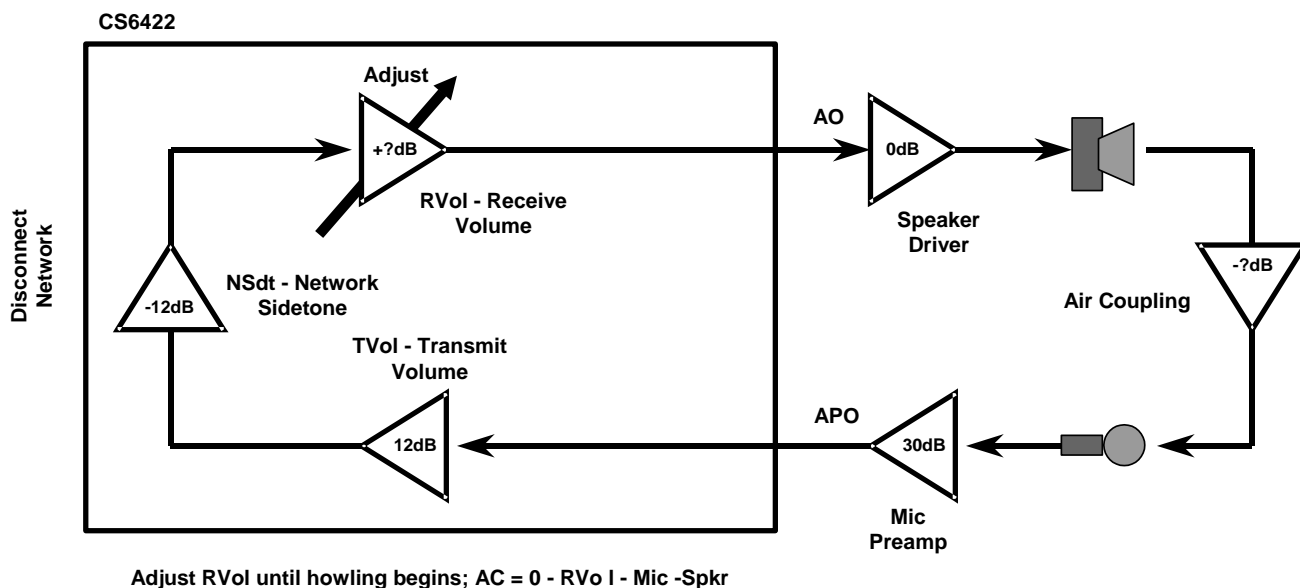 CS6422
Adjust
+?dB
RVol - Receive
Volume
AO
0dB
Speaker
Driver
Disconnect
Network
-12dB
NSdt - Network
Sidetone
-?dB
Air Coupling
TVol - Transmit
Volume
12dB
APO
30dB
Mic
Preamp
Adjust RVol until howling begins; AC = 0 - RVo l - Mic -Spkr